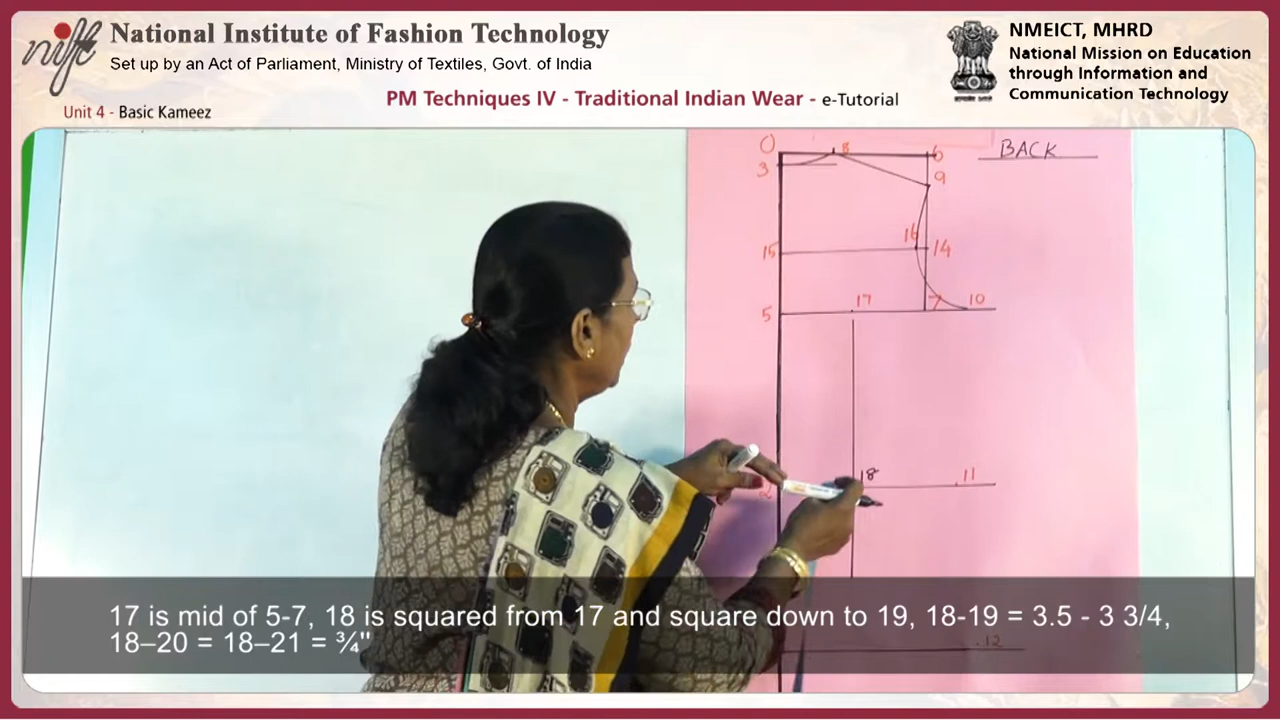 nift
National Institute of Fashion Technology
Set up by an Act of Parliament, Ministry of Textiles, Govt. of India
NMEICT, MHRD
National Mission on Education
through Information and
Communication Technology
PM Techniques IV - Traditional Indian Wear - e-Tutorial
Unit 4 - Basic Kameez
BACK
0
8
6
3
9
16
15
14
17
7
10
5
18
11
2
12
17 is mid of 5-7, 18 is squared from 17 and square down to 19, 18-19 = 3.5 - 3 3/4,
18–20 = 18–21 = ¾"